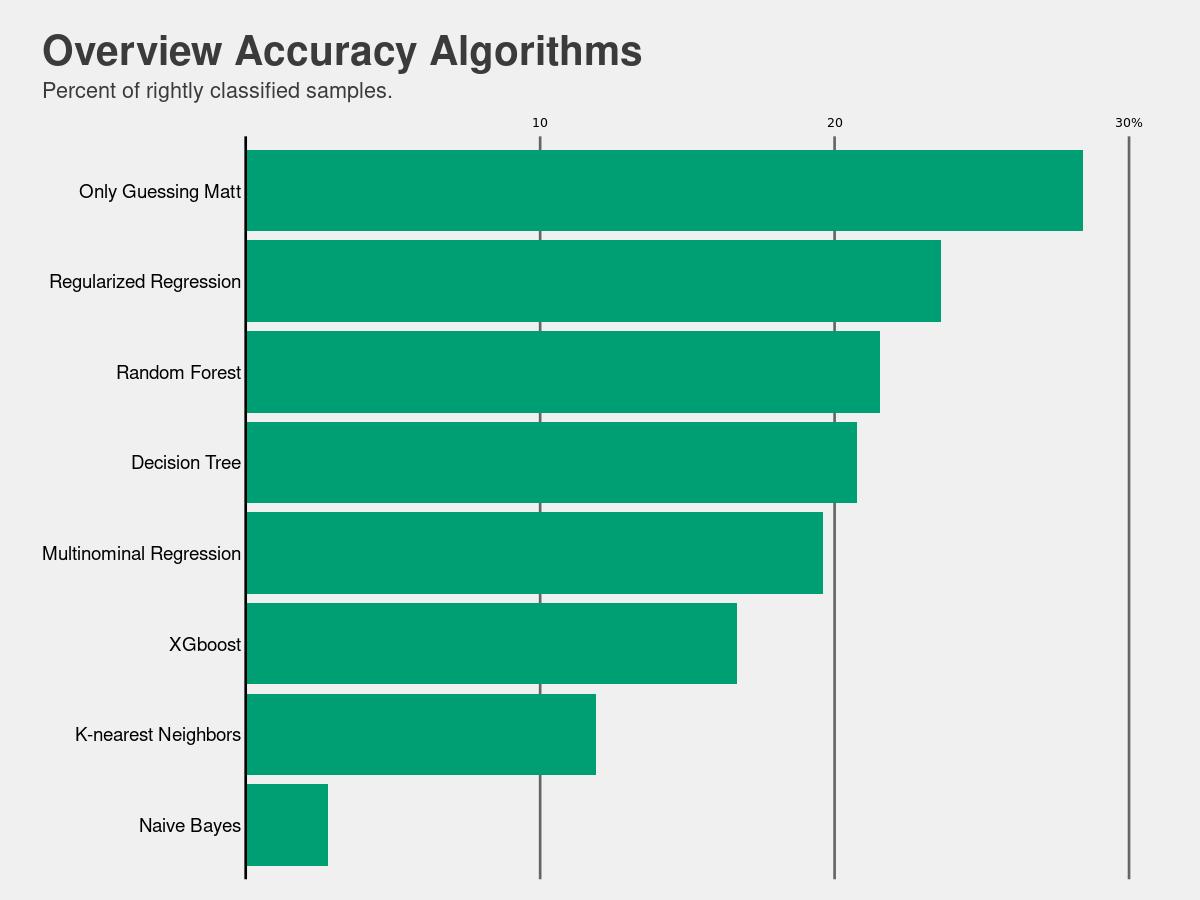 Overview Accuracy Algorithms
Percent of rightly classified samples.
10 20 30%
Only Guessing Matt
Regularized Regression
Random Forest
Decision Tree
Multinominal Regression
XGboost
K-nearest Neighbors
Naive Bayes